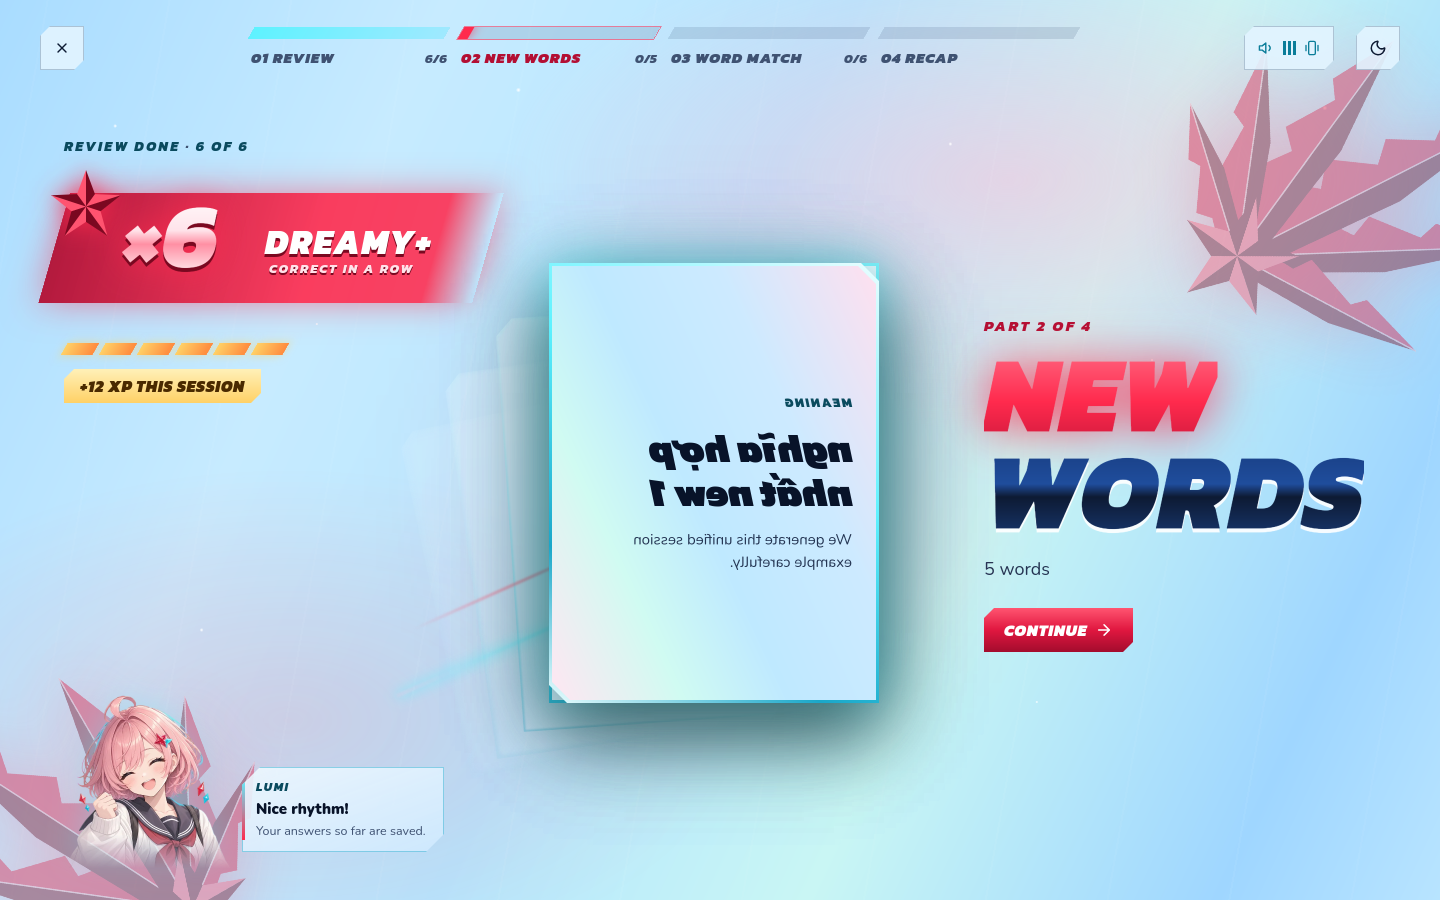 01 REVIEW 6/6
02 NEW WORDS 0/5
03 WORD MATCH 0/6
04 RECAP
REVIEW DONE · 6 OF 6
×6
DREAMY+
CORRECT IN A ROW
+12 XP THIS SESSION
MEANING
nghĩa hợp
nhất new 1
We generate this unified session
example carefully.
PART 2 OF 4
NEW
WORDS
5 words
CONTINUE
LUMI
Nice rhythm!
Your answers so far are saved.